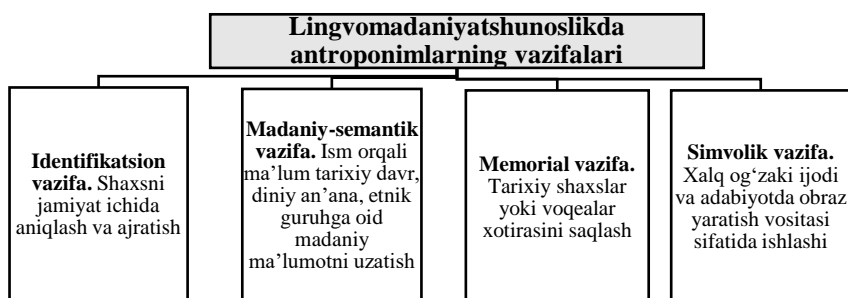 Lingvomadaniyatshunoslikda
antroponimlarning vazifalari
Identifikatsion
vazifa. Shaxsni
jamiyat ichida
aniqlash va ajratish
Madaniy-semantik
vazifa. Ism orqali
ma’lum tarixiy davr,
diniy an’ana, etnik
guruhga oid
madaniy
ma’lumotni uzatish
Memorial vazifa.
Tarixiy shaxslar
yoki voqealar
xotirasini saqlash
Simvolik vazifa.
Xalq og‘zaki ijodi
va adabiyotda obraz
yaratish vositasi
sifatida ishlashi